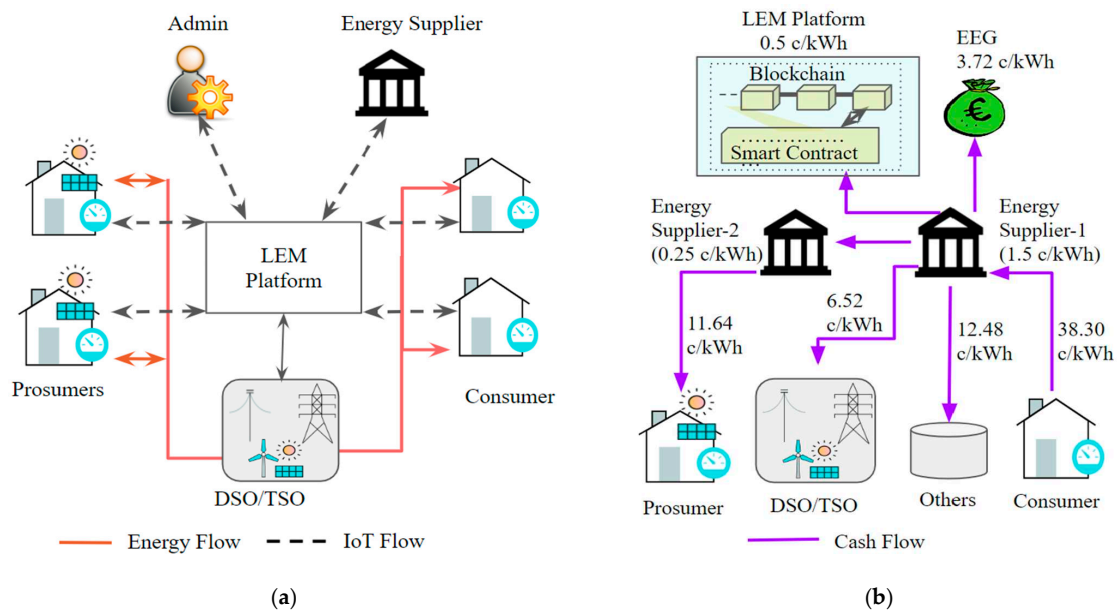 Admin
Energy Supplier
LEM
Platform
Prosumers
Consumer
DSO/TSO
Energy Flow
IoT Flow
(a)
LEM Platform
0.5 c/kWh
Blockchain
Smart Contract
EEG
3.72 c/kWh
€
Energy
Supplier-2
(0.25 c/kWh)
Energy
Supplier-1
(1.5 c/kWh)
11.64
c/kWh
6.52
c/kWh
12.48
c/kWh
38.30
c/kWh
Prosumer
DSO/TSO
Others
Consumer
Cash Flow
(b)